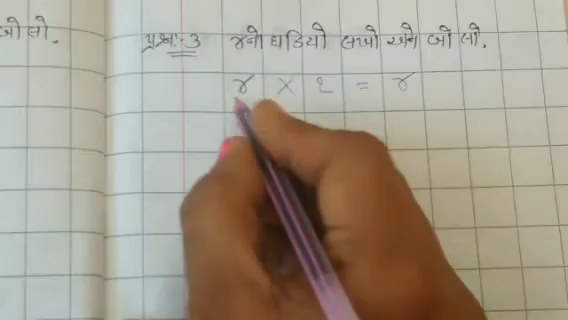 જો લો.
પ્રશ્નઃ-૩ ૪નો ઘડિયો લખો અને બો લો.
૪ × ૧ = ૪